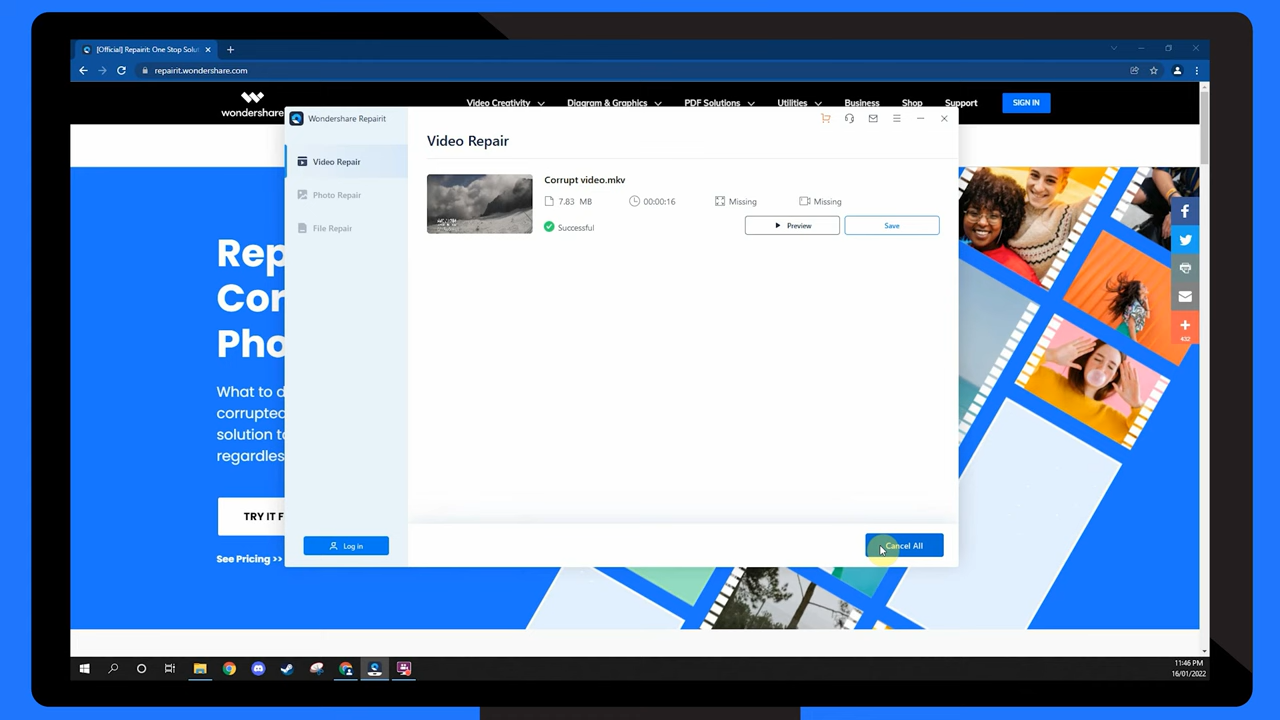 [Official] Repairit: One Stop Solu
repairit.wondershare.com
wondershare
Video Creativity
Diagram & Graphics
PDF Solutions
Utilities
Business
Shop
Support
SIGN IN
Wondershare Repairit
Video Repair
Photo Repair
File Repair
Log in
Video Repair
Corrupt video.mkv
7.83 MB
00:00:16
Missing
Missing
Successful
Preview
Save
Cancel All
Rep
Cor
Pho
What to d
corrupted
solution to
regardles
TRY IT F
See Pricing >>
432
11:46 PM
16/01/2022